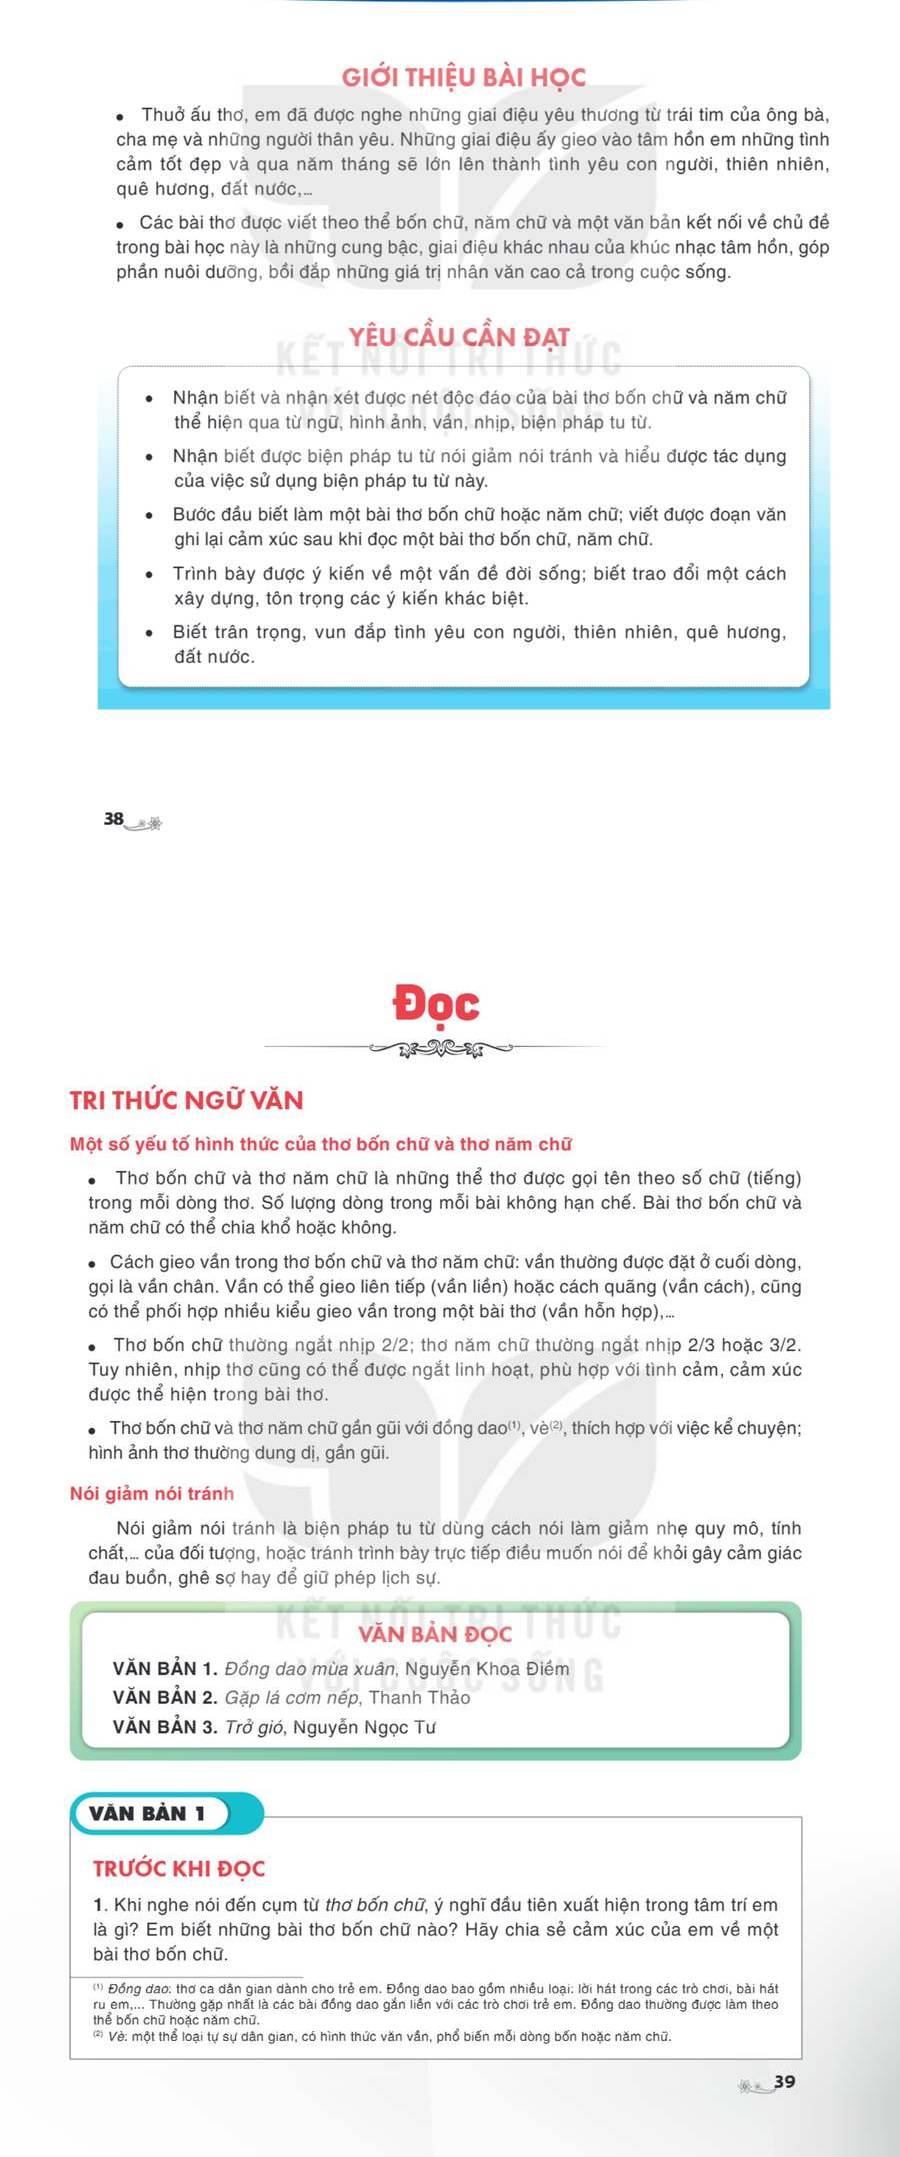 GIỚI THIỆU BÀI HỌC
• Thuở ấu thơ, em đã được nghe những giai điệu yêu thương từ trái tim của ông bà,
cha mẹ và những người thân yêu. Những giai điệu ấy gieo vào tâm hồn em những tình
cảm tốt đẹp và qua năm tháng sẽ lớn lên thành tình yêu con người, thiên nhiên,
quê hương, đất nước,...
• Các bài thơ được viết theo thể bốn chữ, năm chữ và một văn bản kết nối về chủ đề
trong bài học này là những cung bậc, giai điệu khác nhau của khúc nhạc tâm hồn, góp
phần nuôi dưỡng, bồi đắp những giá trị nhân văn cao cả trong cuộc sống.
YÊU CẦU CẦN ĐẠT
KẾT NỐI TRI THỨC
VỚI CUỘC SỐNG
• Nhận biết và nhận xét được nét độc đáo của bài thơ bốn chữ và năm chữ
thể hiện qua từ ngữ, hình ảnh, vần, nhịp, biện pháp tu từ.
• Nhận biết được biện pháp tu từ nói giảm nói tránh và hiểu được tác dụng
của việc sử dụng biện pháp tu từ này.
• Bước đầu biết làm một bài thơ bốn chữ hoặc năm chữ; viết được đoạn văn
ghi lại cảm xúc sau khi đọc một bài thơ bốn chữ, năm chữ.
• Trình bày được ý kiến về một vấn đề đời sống; biết trao đổi một cách
xây dựng, tôn trọng các ý kiến khác biệt.
• Biết trân trọng, vun đắp tình yêu con người, thiên nhiên, quê hương,
đất nước.
38
Đọc
TRI THỨC NGỮ VĂN
Một số yếu tố hình thức của thơ bốn chữ và thơ năm chữ
• Thơ bốn chữ và thơ năm chữ là những thể thơ được gọi tên theo số chữ (tiếng)
trong mỗi dòng thơ. Số lượng dòng trong mỗi bài không hạn chế. Bài thơ bốn chữ và
năm chữ có thể chia khổ hoặc không.
• Cách gieo vần trong thơ bốn chữ và thơ năm chữ: vần thường được đặt ở cuối dòng,
gọi là vần chân. Vần có thể gieo liên tiếp (vần liền) hoặc cách quãng (vần cách), cũng
có thể phối hợp nhiều kiểu gieo vần trong một bài thơ (vần hỗn hợp),...
• Thơ bốn chữ thường ngắt nhịp 2/2; thơ năm chữ thường ngắt nhịp 2/3 hoặc 3/2.
Tuy nhiên, nhịp thơ cũng có thể được ngắt linh hoạt, phù hợp với tình cảm, cảm xúc
được thể hiện trong bài thơ.
• Thơ bốn chữ và thơ năm chữ gần gũi với đồng dao(1), vè(2), thích hợp với việc kể chuyện;
hình ảnh thơ thường dung dị, gần gũi.
Nói giảm nói tránh
Nói giảm nói tránh là biện pháp tu từ dùng cách nói làm giảm nhẹ quy mô, tính
chất,... của đối tượng, hoặc tránh trình bày trực tiếp điều muốn nói để khỏi gây cảm giác
đau buồn, ghê sợ hay để giữ phép lịch sự.
KẾT NỐI TRI THỨC
VỚI CUỘC SỐNG
VĂN BẢN ĐỌC
VĂN BẢN 1. Đồng dao mùa xuân, Nguyễn Khoa Điềm
VĂN BẢN 2. Gặp lá cơm nếp, Thanh Thảo
VĂN BẢN 3. Trở gió, Nguyễn Ngọc Tư
VĂN BẢN 1
TRƯỚC KHI ĐỌC
1. Khi nghe nói đến cụm từ thơ bốn chữ, ý nghĩ đầu tiên xuất hiện trong tâm trí em
là gì? Em biết những bài thơ bốn chữ nào? Hãy chia sẻ cảm xúc của em về một
bài thơ bốn chữ.
(1) Đồng dao: thơ ca dân gian dành cho trẻ em. Đồng dao bao gồm nhiều loại: lời hát trong các trò chơi, bài hát
ru em,... Thường gặp nhất là các bài đồng dao gắn liền với các trò chơi trẻ em. Đồng dao thường được làm theo
thể bốn chữ hoặc năm chữ.
(2) Vè: một thể loại tự sự dân gian, có hình thức văn vần, phổ biến mỗi dòng bốn hoặc năm chữ.
39